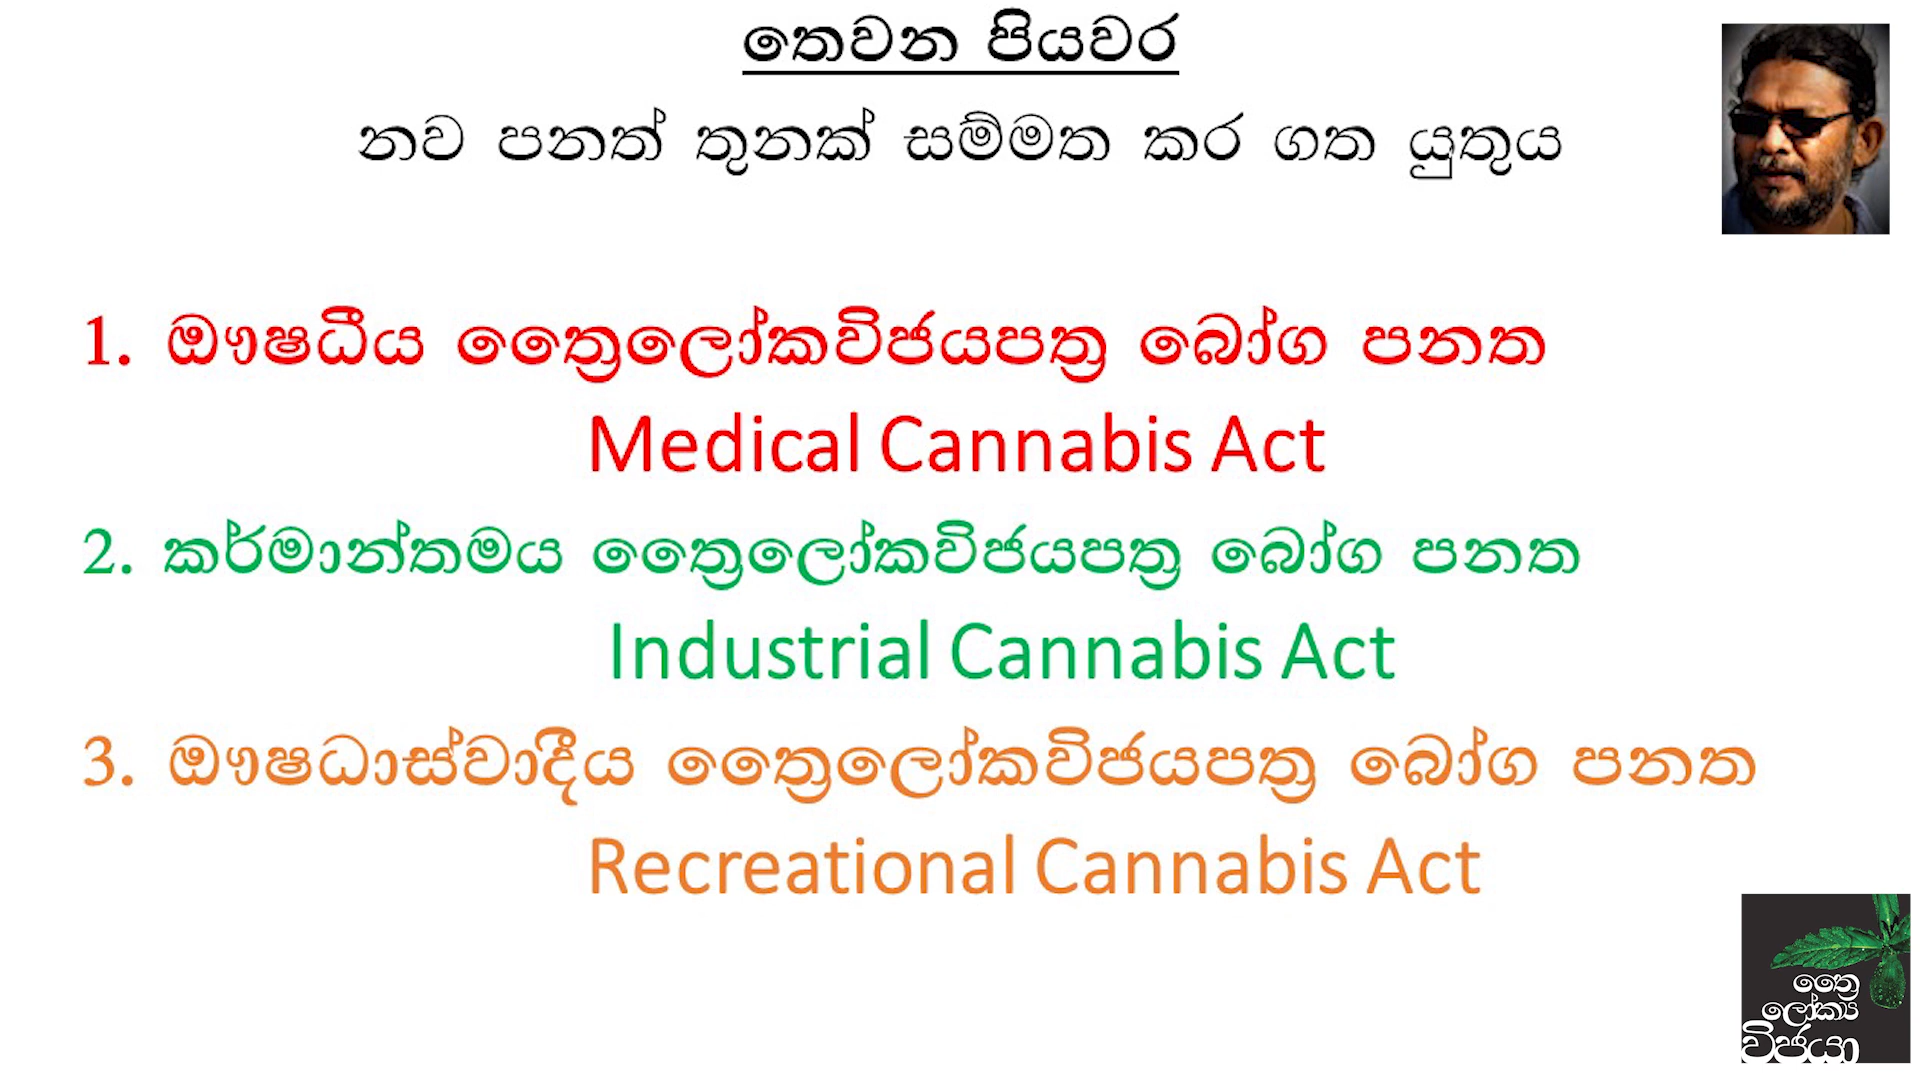 තෙවන පියවර
නව පනත් තුනක් සම්මත කර ගත යුතුය
1. ඖෂධීය ත්‍රෛලෝකවිජයපත්‍ර බෝග පනත
Medical Cannabis Act
2. කර්මාන්තමය ත්‍රෛලෝකවිජයපත්‍ර බෝග පනත
Industrial Cannabis Act
3. ඖෂධාස්වාදීය ත්‍රෛලෝකවිජයපත්‍ර බෝග පනත
Recreational Cannabis Act
ත්‍රෛ
ලෝක්‍ය
විජයා